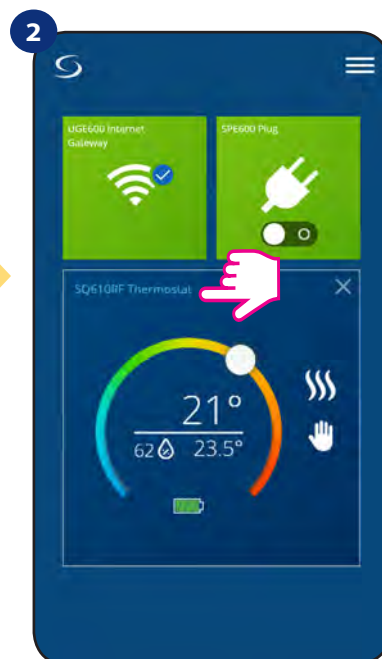 2
UGE600 Internet
Gateway
SPE600 Plug
SQ610RF Thermostat
21°
62 23.5°